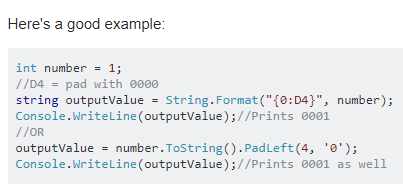 Here's a good example:
int number = 1;
//D4 = pad with 0000
string outputValue = String.Format("{0:D4}", number);
Console.WriteLine(outputValue);//Prints 0001
//OR
outputValue = number.ToString().PadLeft(4, '0');
Console.WriteLine(outputValue);//Prints 0001 as well